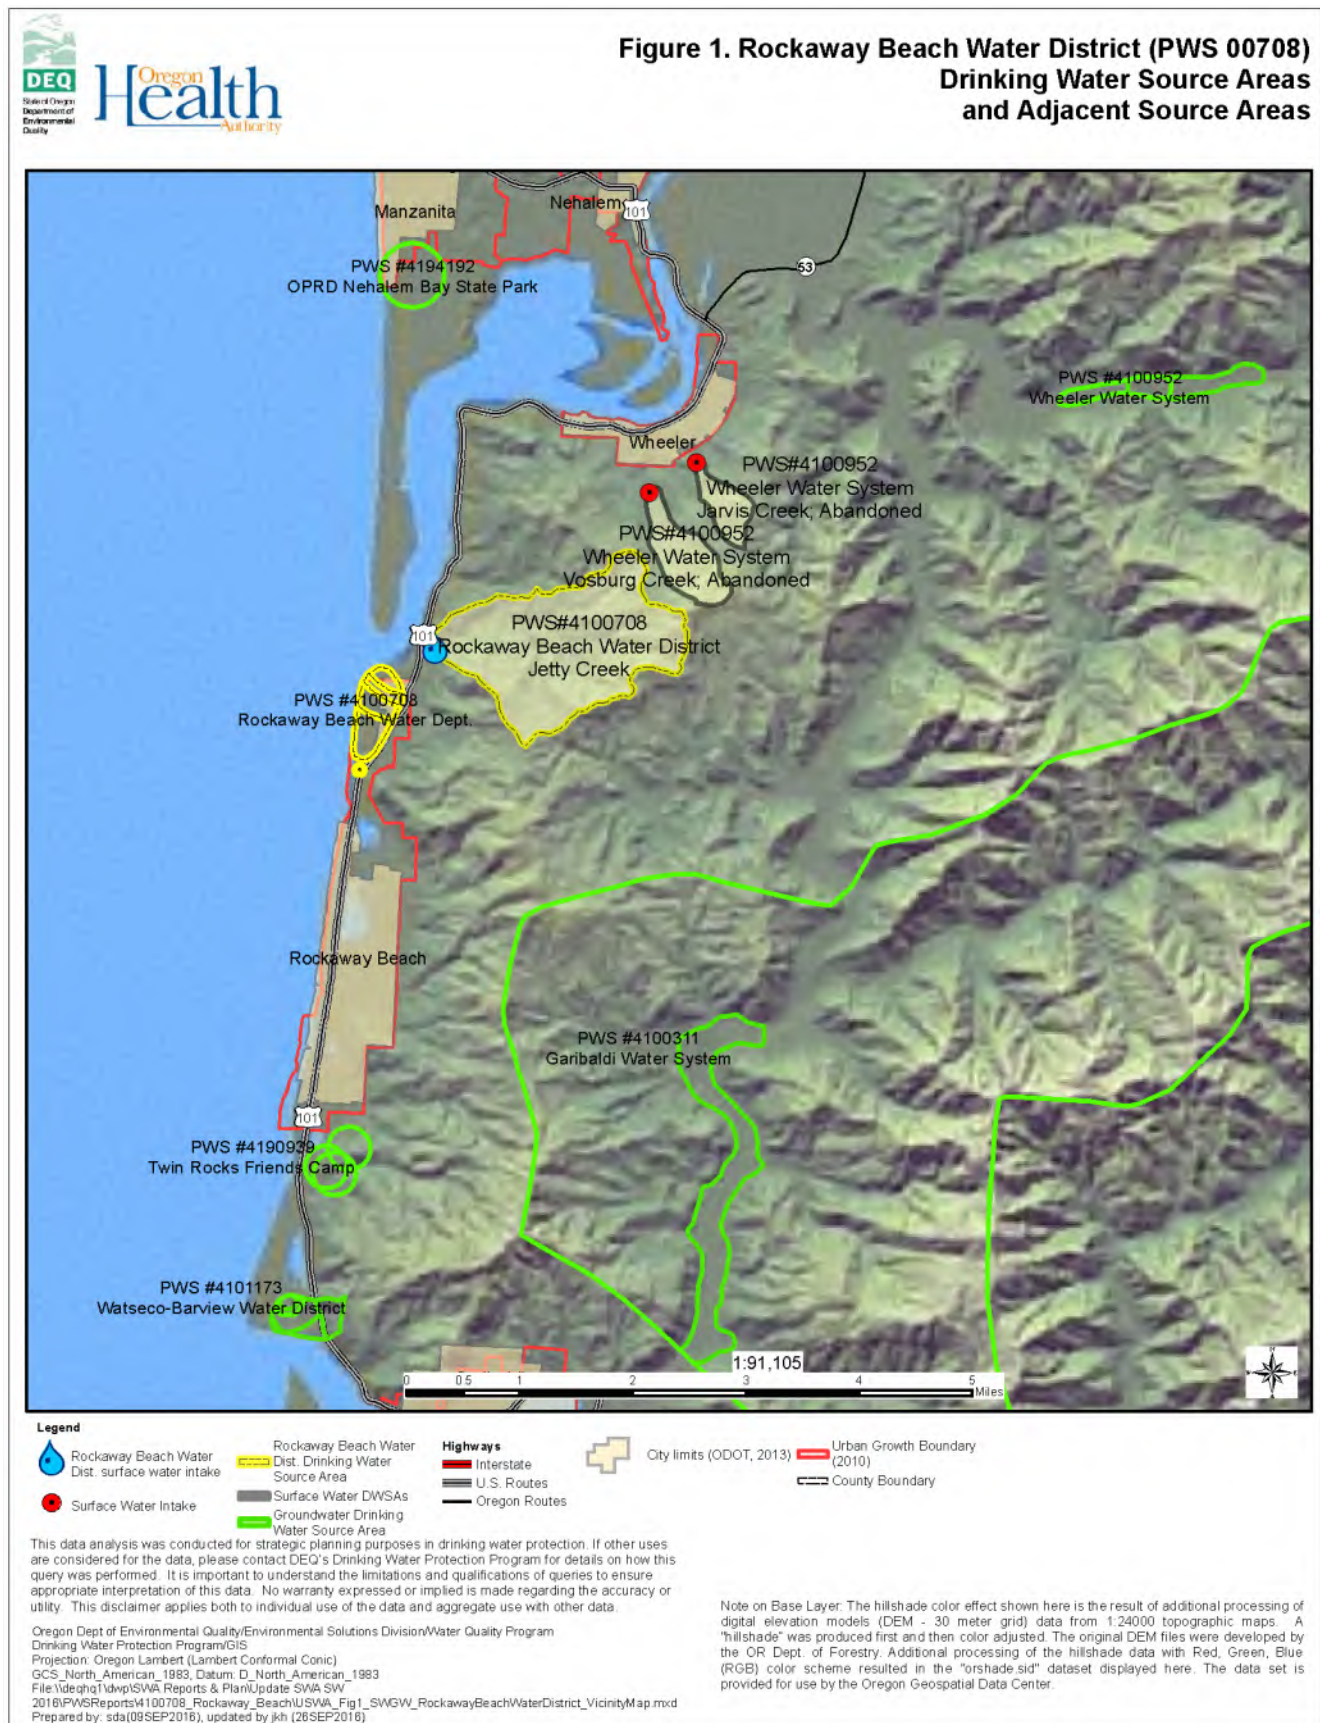 DEQ
State of Oregon
Department of
Environmental
Quality
Oregon
Health
Authority
Figure 1. Rockaway Beach Water District (PWS 00708)
Drinking Water Source Areas
and Adjacent Source Areas
Manzanita
Nehalem
101
PWS #4194192
OPRD Nehalem Bay State Park
53
PWS #4100952
Wheeler Water System
Wheeler
PWS#4100952
Wheeler Water System
Jarvis Creek; Abandoned
PWS#4100952
Wheeler Water System
Vosburg Creek; Abandoned
PWS#4100708
Rockaway Beach Water District
Jetty Creek
101
PWS #4100708
Rockaway Beach Water Dept.
Rockaway Beach
PWS #4100311
Garibaldi Water System
101
PWS #4190939
Twin Rocks Friends Camp
PWS #4101173
Watseco-Barview Water District
1:91,105
0 0.5 1 2 3 4 5
Miles
N
W E
S
Legend
Rockaway Beach Water
Dist. surface water intake
Surface Water Intake
Rockaway Beach Water
Dist. Drinking Water
Source Area
Surface Water DWSAs
Groundwater Drinking
Water Source Area
Highways
Interstate
U.S. Routes
Oregon Routes
City limits (ODOT, 2013)
Urban Growth Boundary
(2010)
County Boundary
This data analysis was conducted for strategic planning purposes in drinking water protection. If other uses
are considered for the data, please contact DEQ's Drinking Water Protection Program for details on how this
query was performed. It is important to understand the limitations and qualifications of queries to ensure
appropriate interpretation of this data. No warranty expressed or implied is made regarding the accuracy or
utility. This disclaimer applies both to individual use of the data and aggregate use with other data.
Oregon Dept of Environmental Quality/Environmental Solutions Division/Water Quality Program
Drinking Water Protection Program/GIS
Projection: Oregon Lambert (Lambert Conformal Conic)
GCS_North_American_1983, Datum: D_North_American_1983
File:\\deqhq1\dwp\SWA Reports & Plan\Update SWA SW
2016\PWSReports\4100708_Rockaway_Beach\USWA_Fig1_SWGW_RockawayBeachWaterDistrict_VicinityMap.mxd
Prepared by: sda(09SEP2016), updated by jkh (26SEP2016)
Note on Base Layer: The hillshade color effect shown here is the 1:result of additional processing of
digital elevation models (DEM - 30 meter grid) data from 1:24000 topographic maps. A
"hillshade" was produced first and then color adjusted. The original DEM files were developed by
the OR Dept. of Forestry. Additional processing of the hillshade data with Red, Green, Blue
(RGB) color scheme resulted in the "orshade.sid" dataset displayed here. The data set is
provided for use by the Oregon Geospatial Data Center.